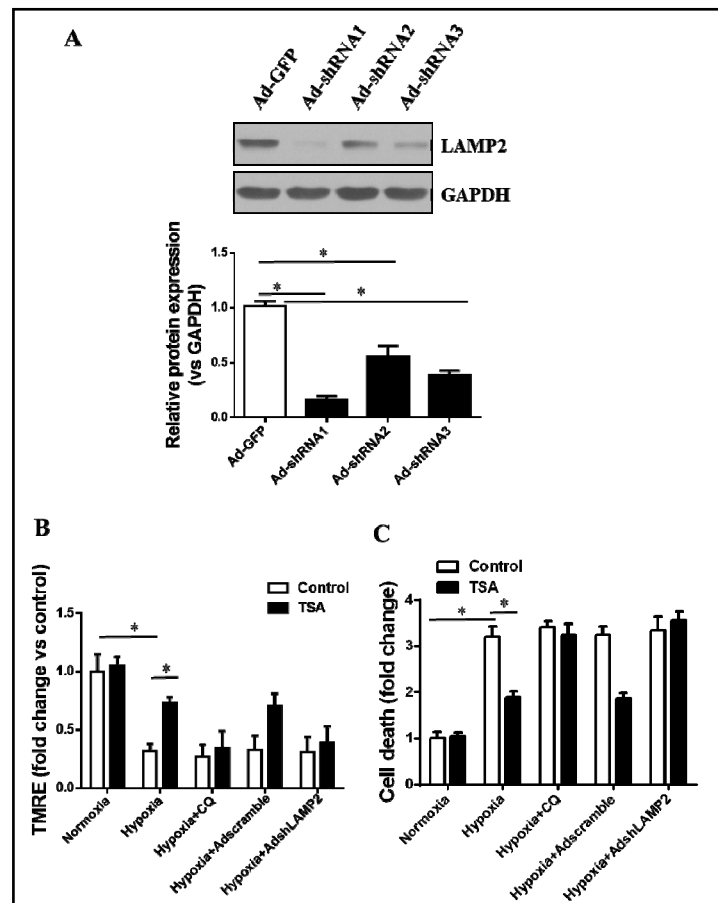 A
Ad-GFP
Ad-shRNA1
Ad-shRNA2
Ad-shRNA3
LAMP2
GAPDH
Relative protein expression
(vs GAPDH)
1.5
1.0
0.5
0.0
*
*
*
Ad-GFP
Ad-shRNA1
Ad-shRNA2
Ad-shRNA3
B
Control
TSA
TMRE (fold change vs control)
1.5
1.0
0.5
0.0
*
*
Normoxia
Hypoxia
Hypoxia+CQ
Hypoxia+Adscramble
Hypoxia+AdshLAMP2
C
Control
TSA
Cell death (fold change)
4
3
2
1
0
*
*
Normoxia
Hypoxia
Hypoxia+CQ
Hypoxia+Adscramble
Hypoxia+AdshLAMP2